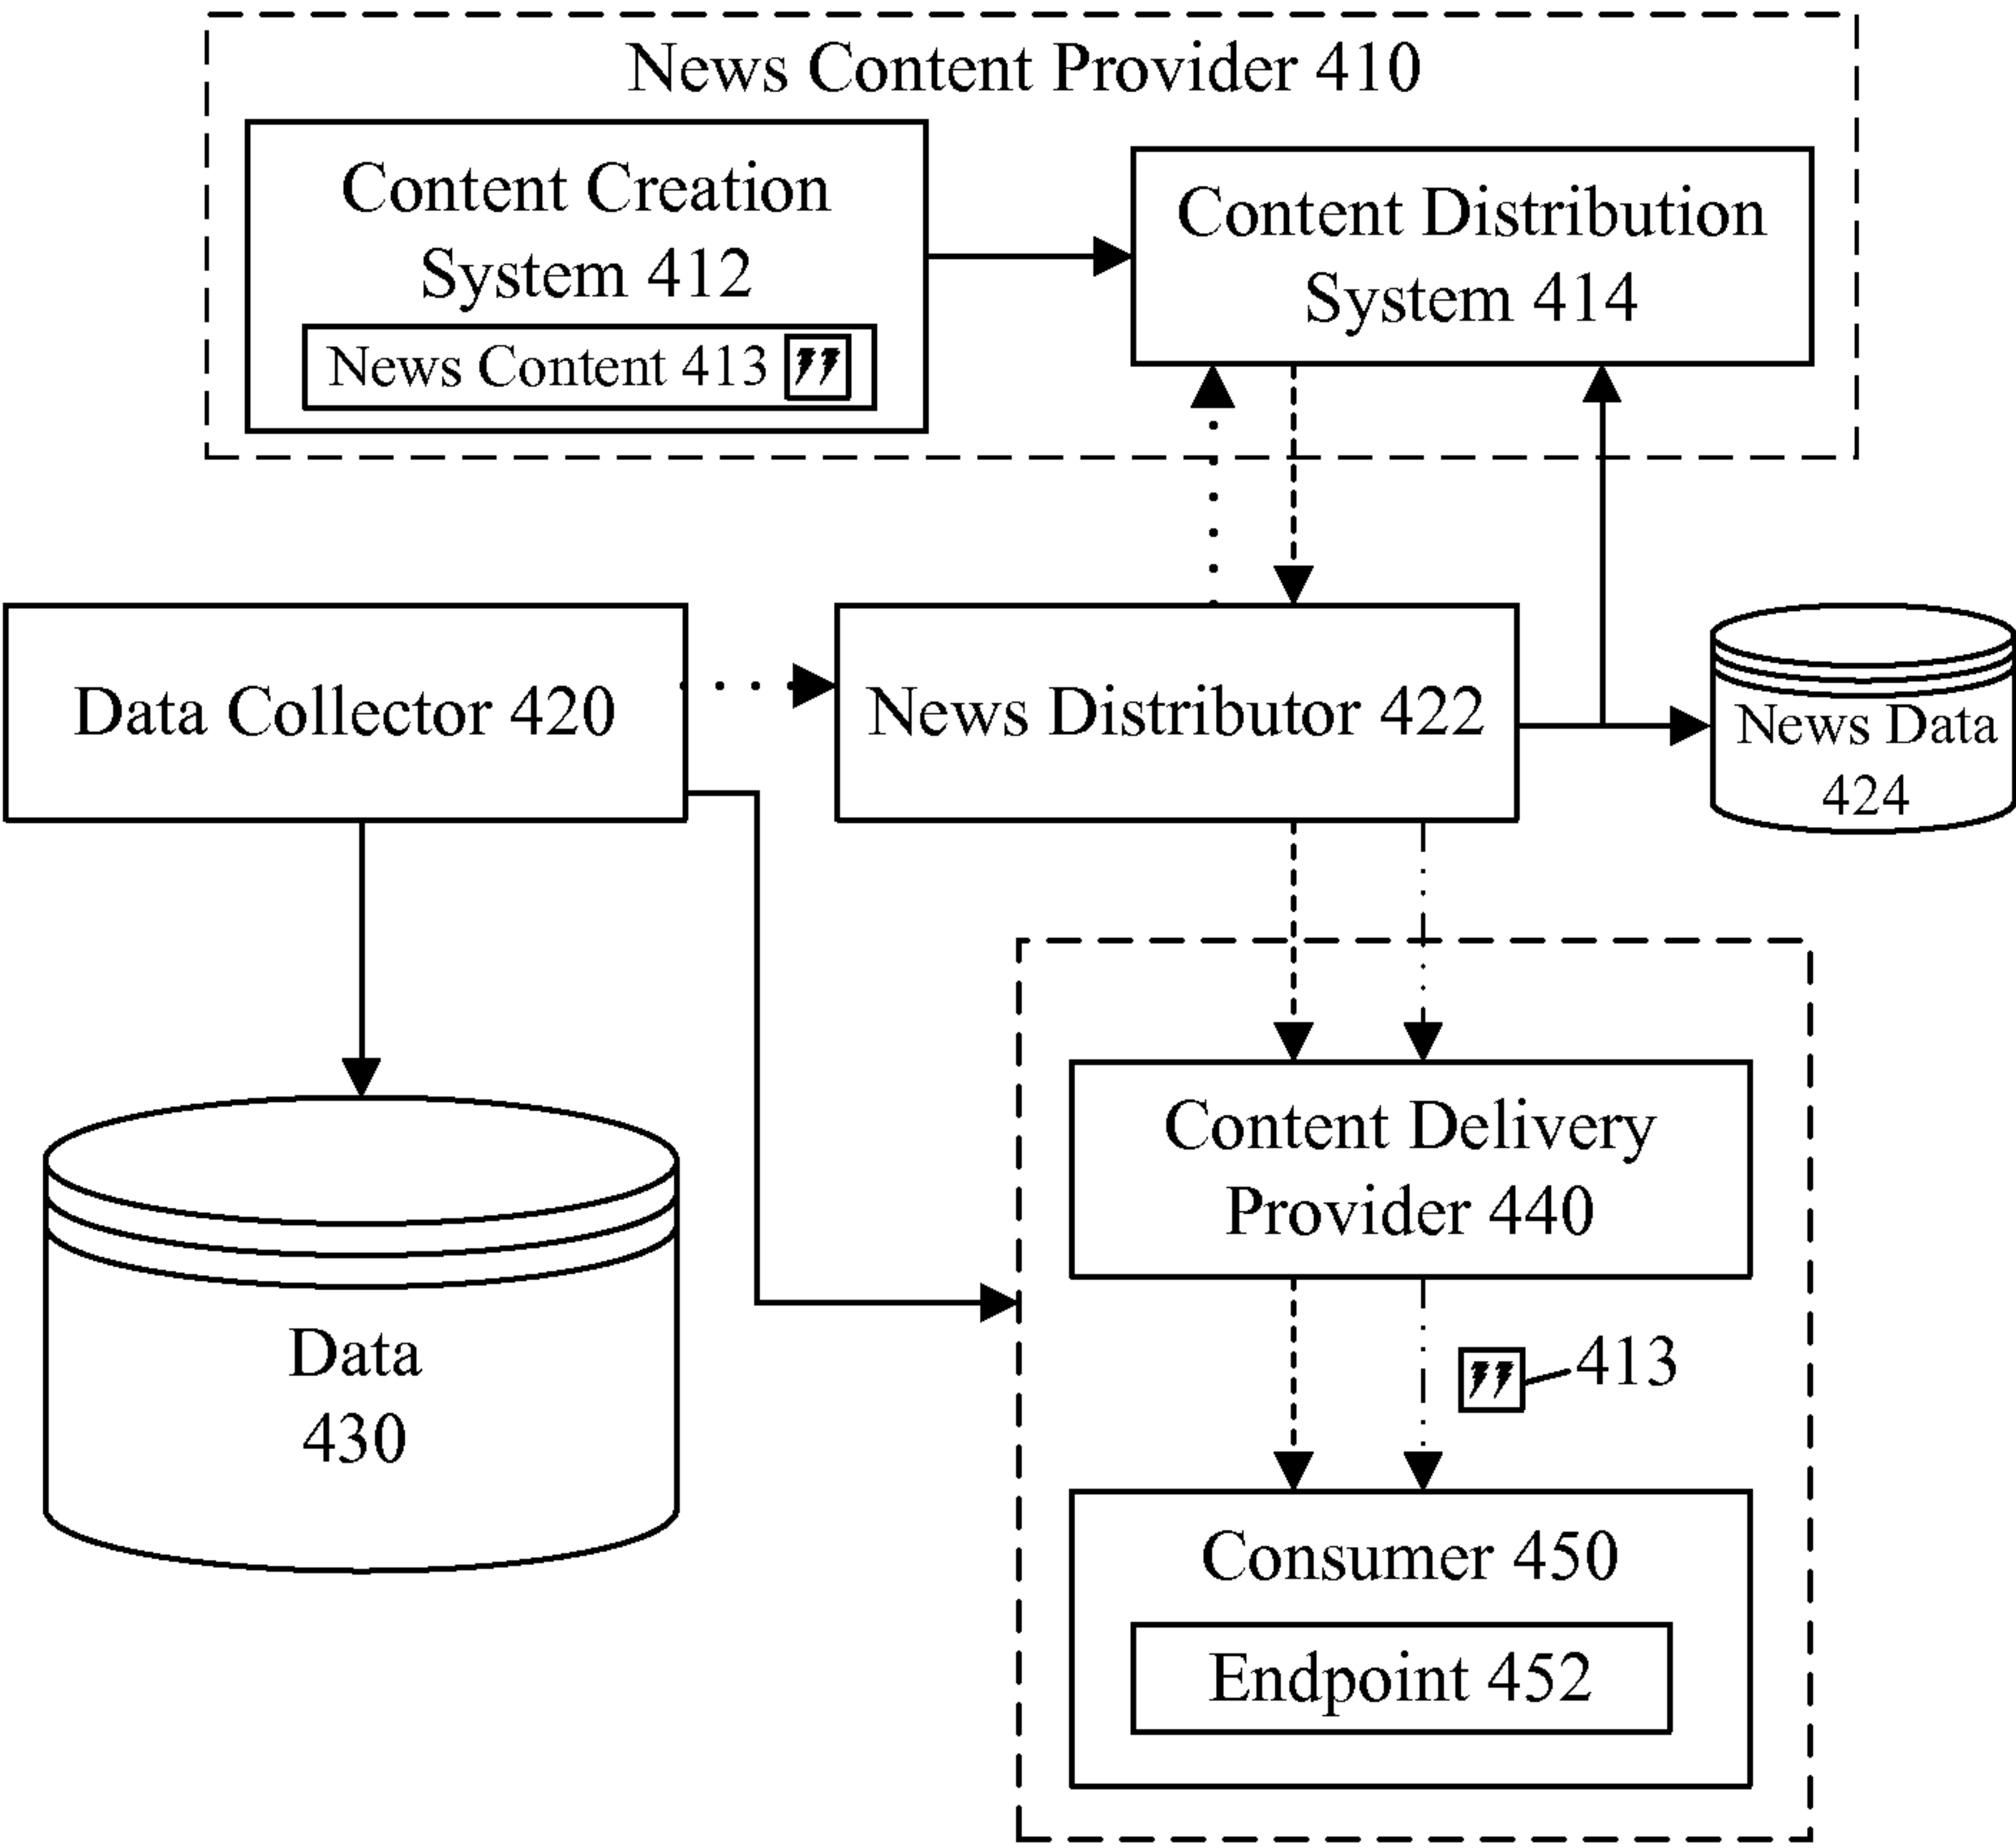 News Content Provider 410
Content Creation
System 412
News Content 413
Content Distribution
System 414
Data Collector 420
News Distributor 422
News Data
424
Content Delivery
Provider 440
413
Data
430
Consumer 450
Endpoint 452